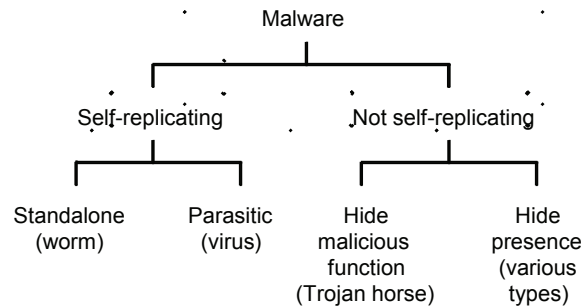 Malware
Self-replicating
Not self-replicating
Standalone
(worm)
Parasitic
(virus)
Hide
malicious
function
(Trojan horse)
Hide
presence
(various
types)